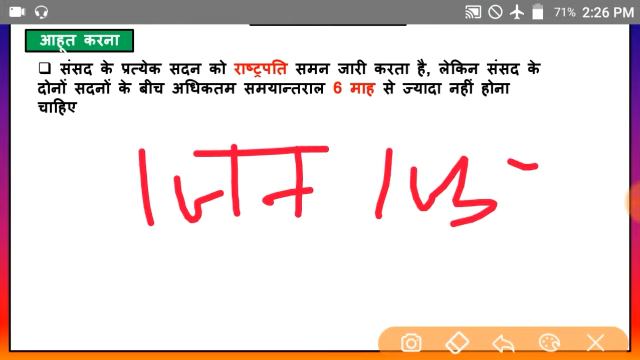 71% 2:26 PM
आहूत करना
❑ संसद के प्रत्येक सदन को राष्ट्रपति समन जारी करता है, लेकिन संसद के
दोनों सदनों के बीच अधिकतम समयान्तराल 6 माह से ज्यादा नहीं होना
चाहिए